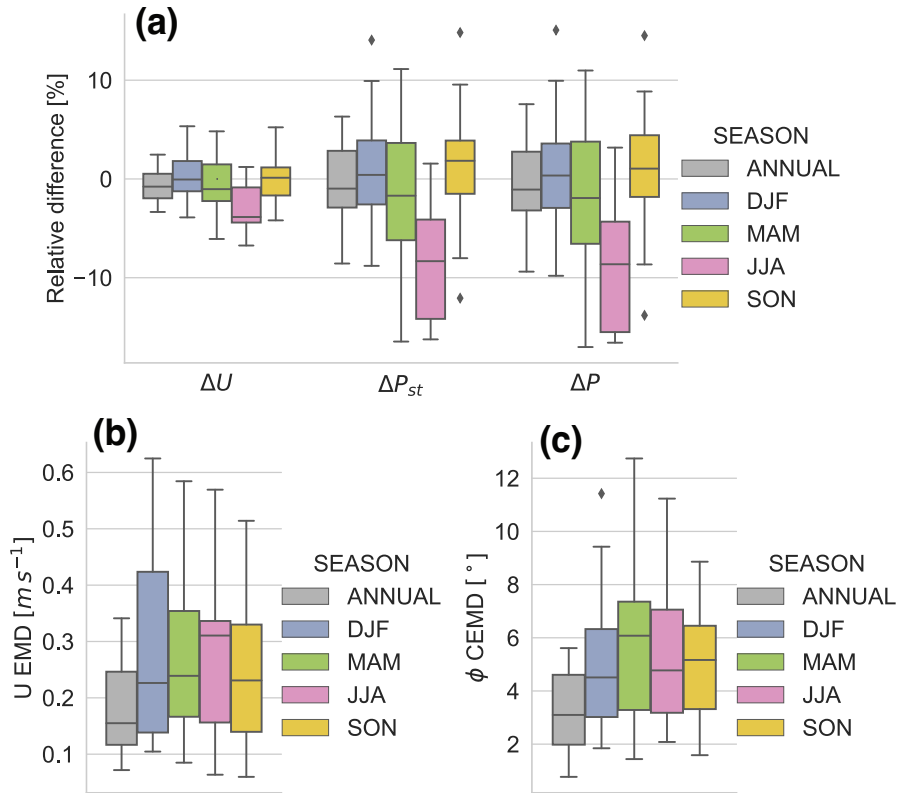 (a)
Relative difference [%]
10
0
−10
ΔU
ΔP_st
ΔP
SEASON
ANNUAL
DJF
MAM
JJA
SON
(b)
U EMD [m s⁻¹]
0.6
0.5
0.4
0.3
0.2
0.1
SEASON
ANNUAL
DJF
MAM
JJA
SON
(c)
ϕ CEMD [°]
12
10
8
6
4
2
SEASON
ANNUAL
DJF
MAM
JJA
SON